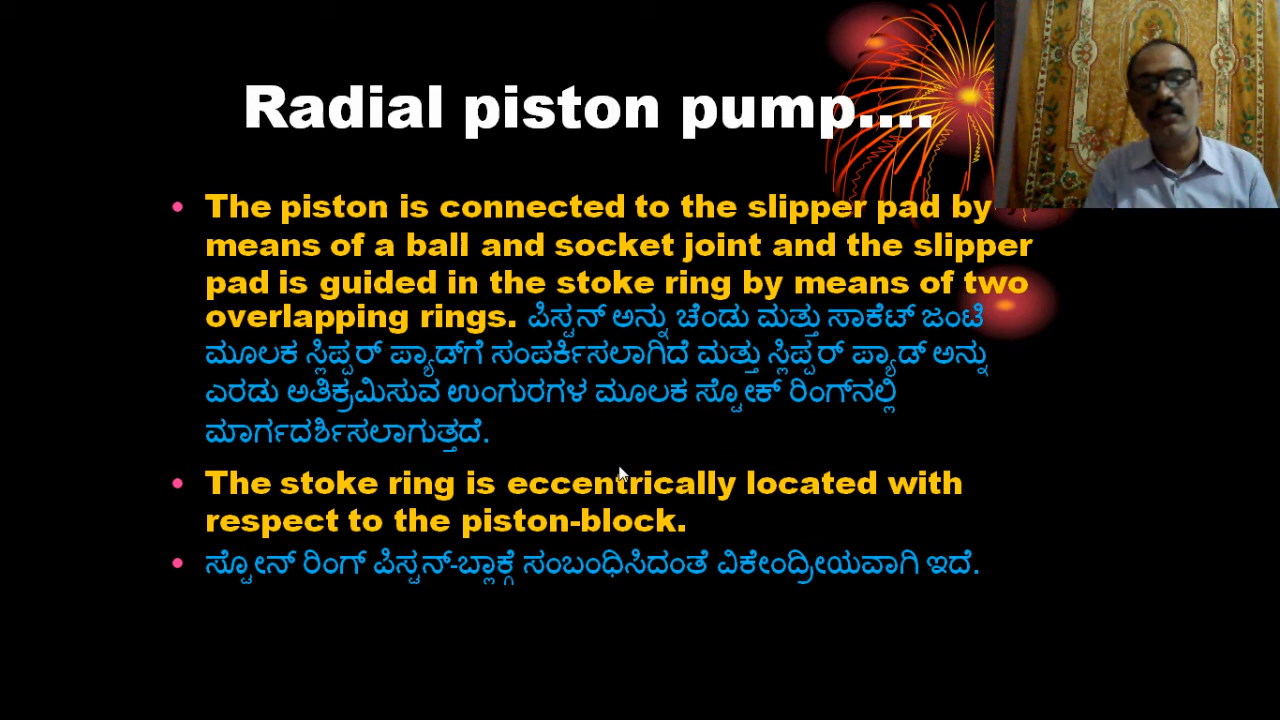 Radial piston pump....
• The piston is connected to the slipper pad by
means of a ball and socket joint and the slipper
pad is guided in the stoke ring by means of two
overlapping rings. ಪಿಸ್ಟನ್ ಅನ್ನು ಚೆಂಡು ಮತ್ತು ಸಾಕೆಟ್ ಜಂಟಿ
ಮೂಲಕ ಸ್ಲಿಪ್ಪರ್ ಪ್ಯಾಡ್‌ಗೆ ಸಂಪರ್ಕಿಸಲಾಗಿದೆ ಮತ್ತು ಸ್ಲಿಪ್ಪರ್ ಪ್ಯಾಡ್ ಅನ್ನು
ಎರಡು ಅತಿಕ್ರಮಿಸುವ ಉಂಗುರಗಳ ಮೂಲಕ ಸ್ಟೋಕ್ ರಿಂಗ್‌ನಲ್ಲಿ
ಮಾರ್ಗದರ್ಶಿಸಲಾಗುತ್ತದೆ.
• The stoke ring is eccentrically located with
respect to the piston-block.
• ಸ್ಟೋನ್ ರಿಂಗ್ ಪಿಸ್ಟನ್-ಬ್ಲಾಕ್ಗೆ ಸಂಬಂಧಿಸಿದಂತೆ ವಿಕೇಂದ್ರೀಯವಾಗಿ ಇದೆ.